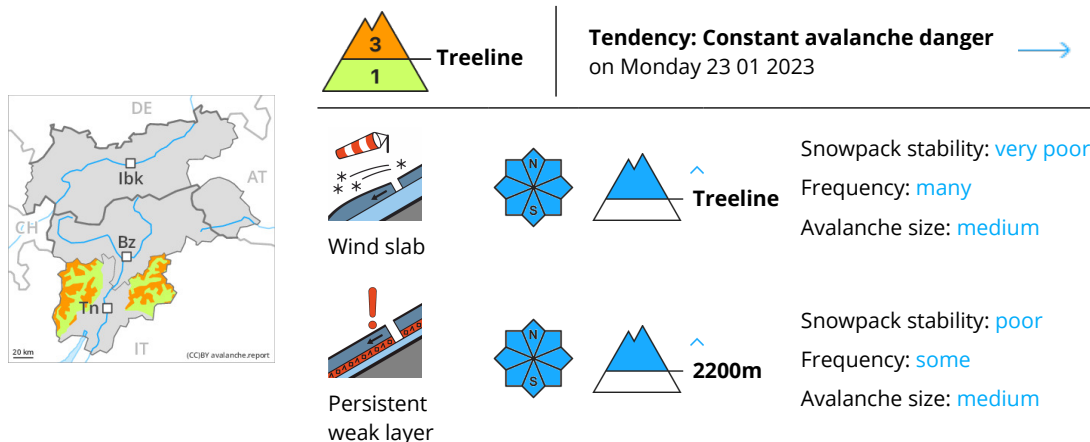 3
Treeline
1
Tendency: Constant avalanche danger
on Monday 23 01 2023
DE
Ibk
AT
CH
Bz
Tn
IT
20 km
(CC)BY avalanche.report
Wind slab
N
S
Treeline
Snowpack stability: very poor
Frequency: many
Avalanche size: medium
Persistent
weak layer
N
S
2200m
Snowpack stability: poor
Frequency: some
Avalanche size: medium